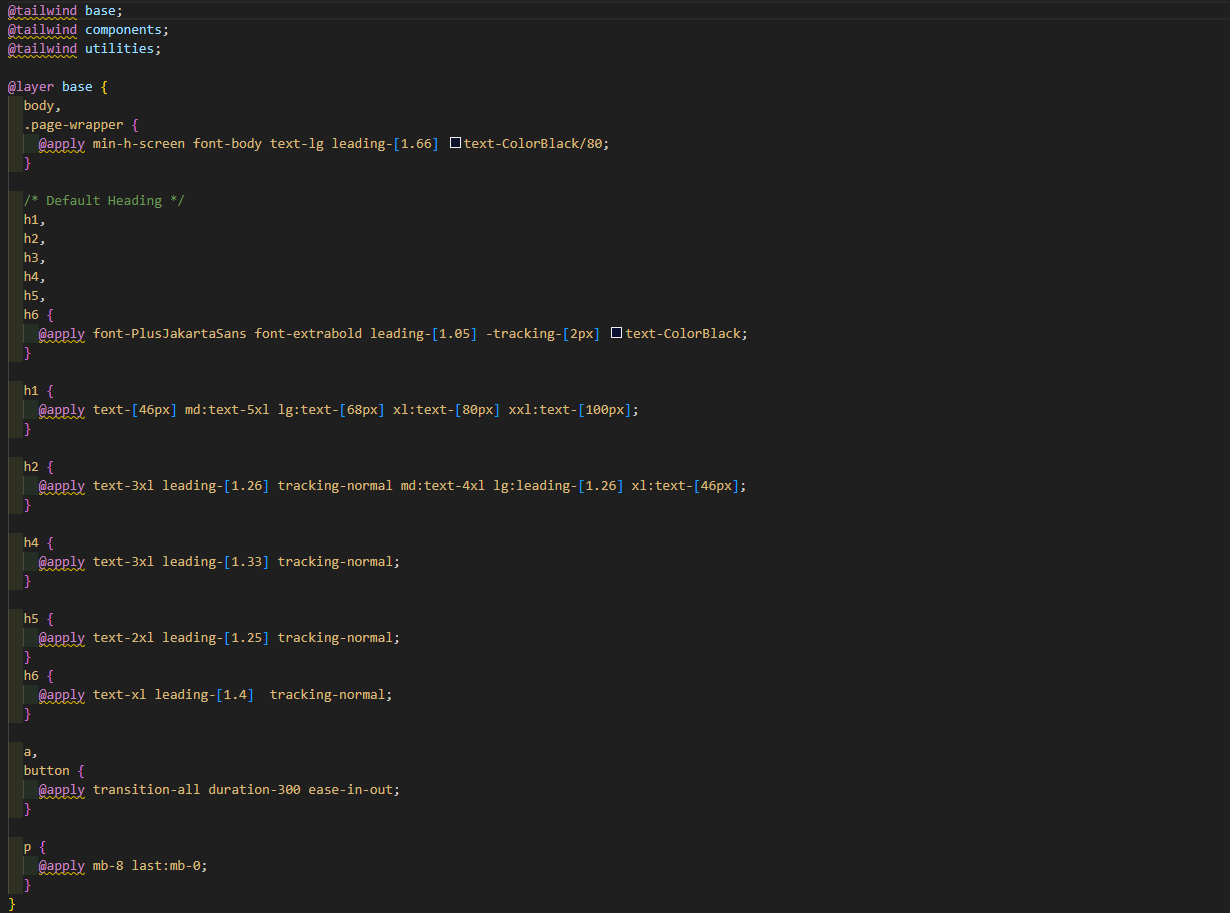 @tailwind base;
@tailwind components;
@tailwind utilities;
@layer base {
body,
.page-wrapper {
@apply min-h-screen font-body text-lg leading-[1.66] text-ColorBlack/80;
}
/* Default Heading */
h1,
h2,
h3,
h4,
h5,
h6 {
@apply font-PlusJakartaSans font-extrabold leading-[1.05] -tracking-[2px] text-ColorBlack;
}
h1 {
@apply text-[46px] md:text-5xl lg:text-[68px] xl:text-[80px] xxl:text-[100px];
}
h2 {
@apply text-3xl leading-[1.26] tracking-normal md:text-4xl lg:leading-[1.26] xl:text-[46px];
}
h4 {
@apply text-3xl leading-[1.33] tracking-normal;
}
h5 {
@apply text-2xl leading-[1.25] tracking-normal;
}
h6 {
@apply text-xl leading-[1.4]  tracking-normal;
}
a,
button {
@apply transition-all duration-300 ease-in-out;
}
p {
@apply mb-8 last:mb-0;
}
}